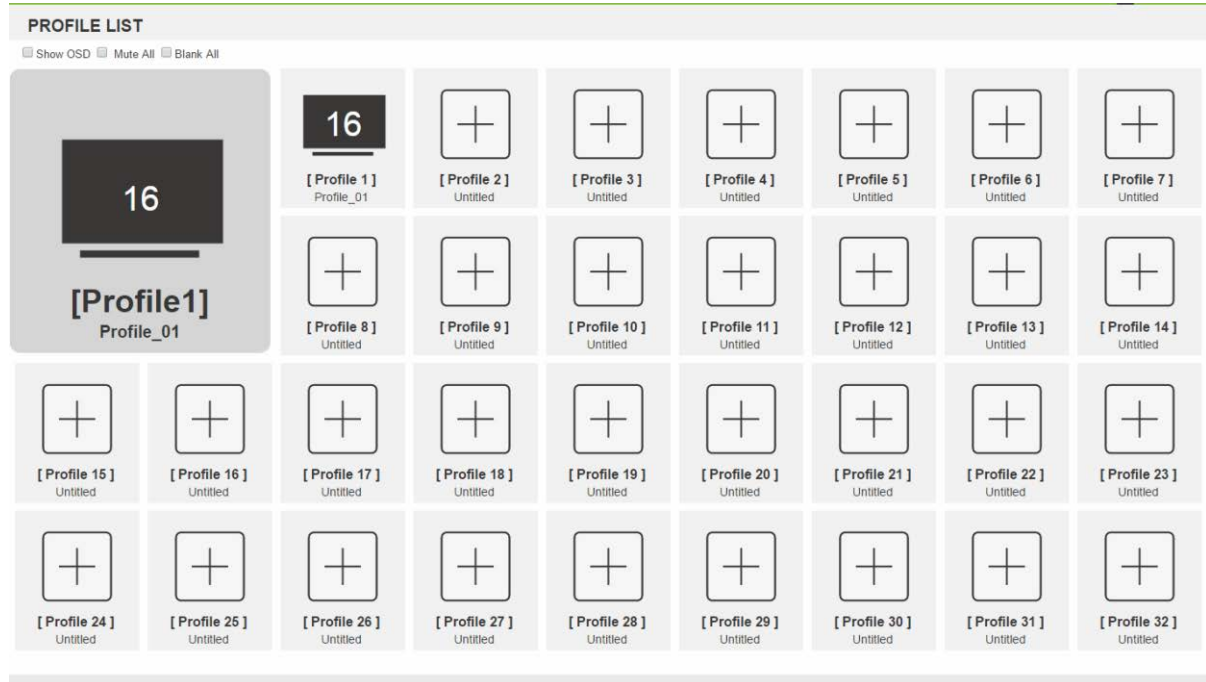 PROFILE LIST
Show OSD Mute All Blank All
16
[Profile1]
Profile_01
16
[ Profile 1 ]
Profile_01
[ Profile 2 ]
Untitled
[ Profile 3 ]
Untitled
[ Profile 4 ]
Untitled
[ Profile 5 ]
Untitled
[ Profile 6 ]
Untitled
[ Profile 7 ]
Untitled
[ Profile 8 ]
Untitled
[ Profile 9 ]
Untitled
[ Profile 10 ]
Untitled
[ Profile 11 ]
Untitled
[ Profile 12 ]
Untitled
[ Profile 13 ]
Untitled
[ Profile 14 ]
Untitled
[ Profile 15 ]
Untitled
[ Profile 16 ]
Untitled
[ Profile 17 ]
Untitled
[ Profile 18 ]
Untitled
[ Profile 19 ]
Untitled
[ Profile 20 ]
Untitled
[ Profile 21 ]
Untitled
[ Profile 22 ]
Untitled
[ Profile 23 ]
Untitled
[ Profile 24 ]
Untitled
[ Profile 25 ]
Untitled
[ Profile 26 ]
Untitled
[ Profile 27 ]
Untitled
[ Profile 28 ]
Untitled
[ Profile 29 ]
Untitled
[ Profile 30 ]
Untitled
[ Profile 31 ]
Untitled
[ Profile 32 ]
Untitled